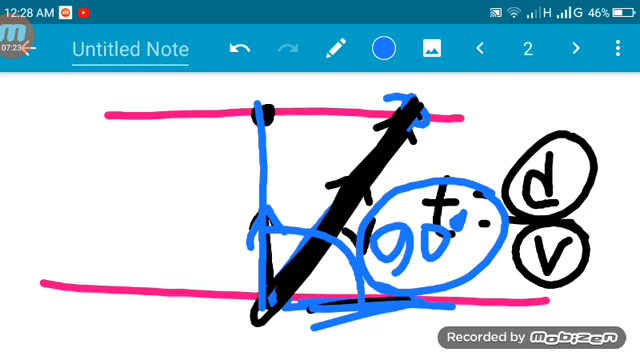 12:28 AM H G 46%
07:23
Untitled Note 2
t = d
v
90°
Recorded by mobizen